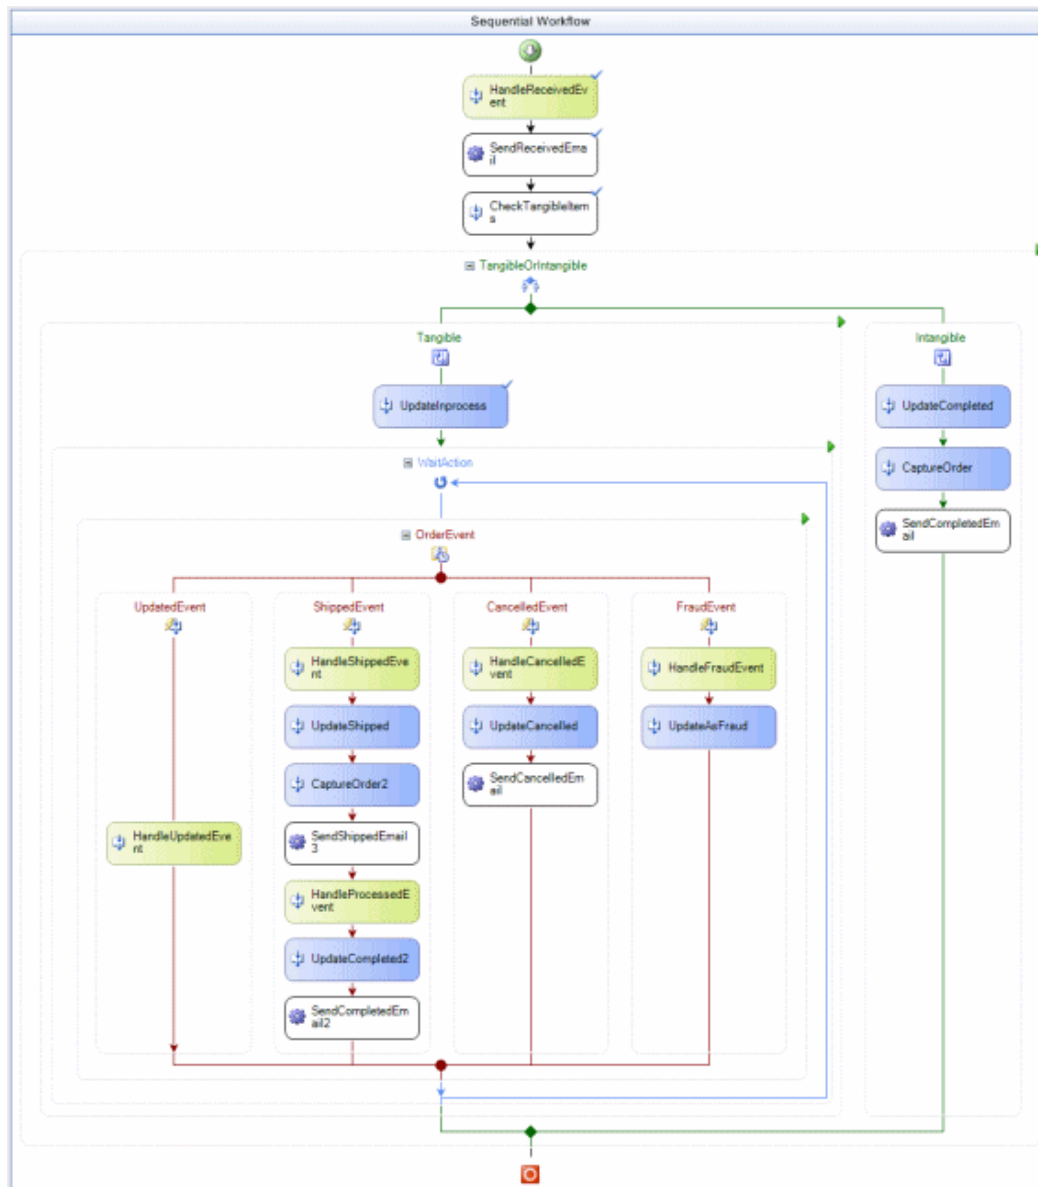 Sequential Workflow
HandleReceivedEv
ent
SendReceivedEma
il
CheckTangibleItem
s
TangibleOrIntangible
Tangible
Intangible
UpdateInprocess
UpdateCompleted
WaitAction
CaptureOrder
SendCompletedEm
ail
OrderEvent
UpdatedEvent
ShippedEvent
CancelledEvent
FraudEvent
HandleShippedEve
nt
HandleCancelledE
vent
HandleFraudEvent
UpdateShipped
UpdateCancelled
UpdateAsFraud
CaptureOrder2
SendCancelledEm
ail
HandleUpdatedEve
nt
SendShippedEmail
3
HandleProcessedE
vent
UpdateCompleted2
SendCompletedEm
ail2